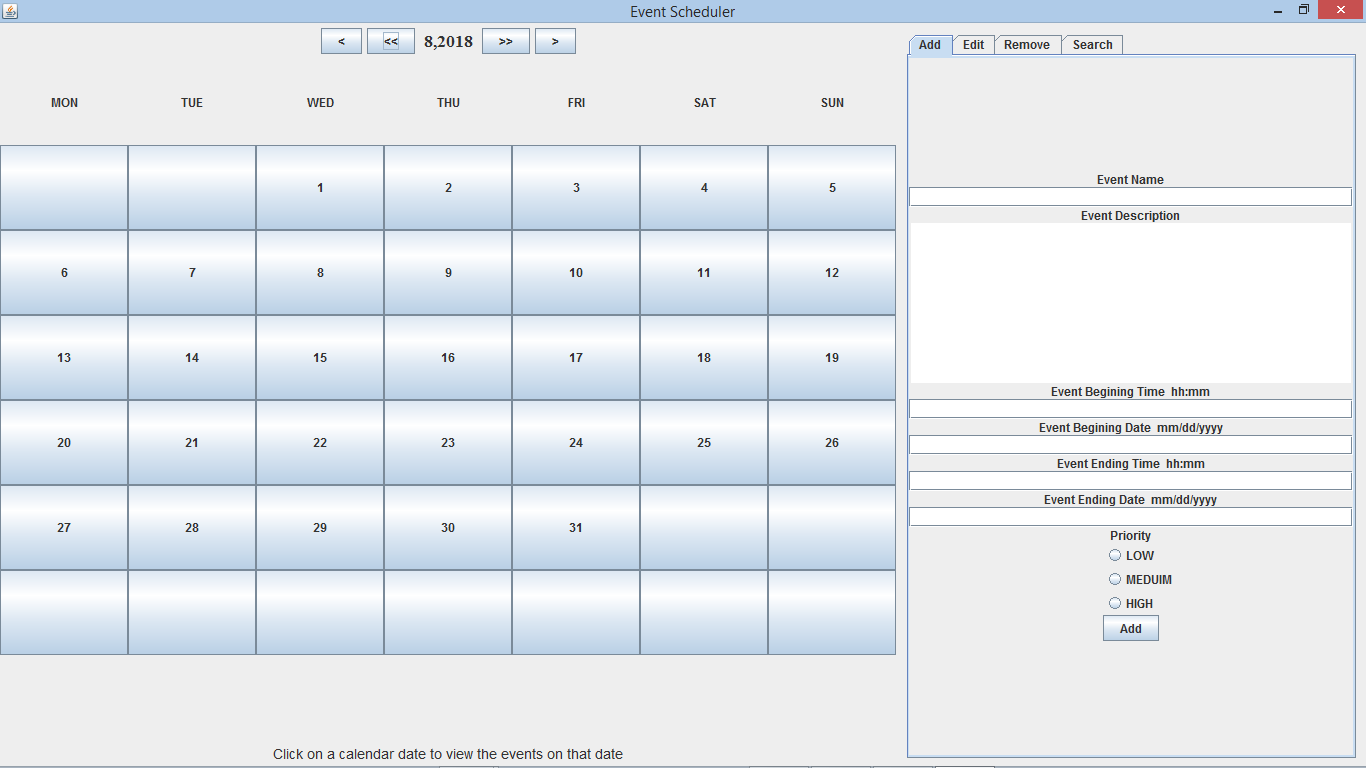 Event Scheduler
< << 8,2018 >> >
MON TUE WED THU FRI SAT SUN
1 2 3 4 5
6 7 8 9 10 11 12
13 14 15 16 17 18 19
20 21 22 23 24 25 26
27 28 29 30 31
Click on a calendar date to view the events on that date
Add Edit Remove Search
Event Name
Event Description
Event Begining Time hh:mm
Event Begining Date mm/dd/yyyy
Event Ending Time hh:mm
Event Ending Date mm/dd/yyyy
Priority
LOW
MEDUIM
HIGH
Add